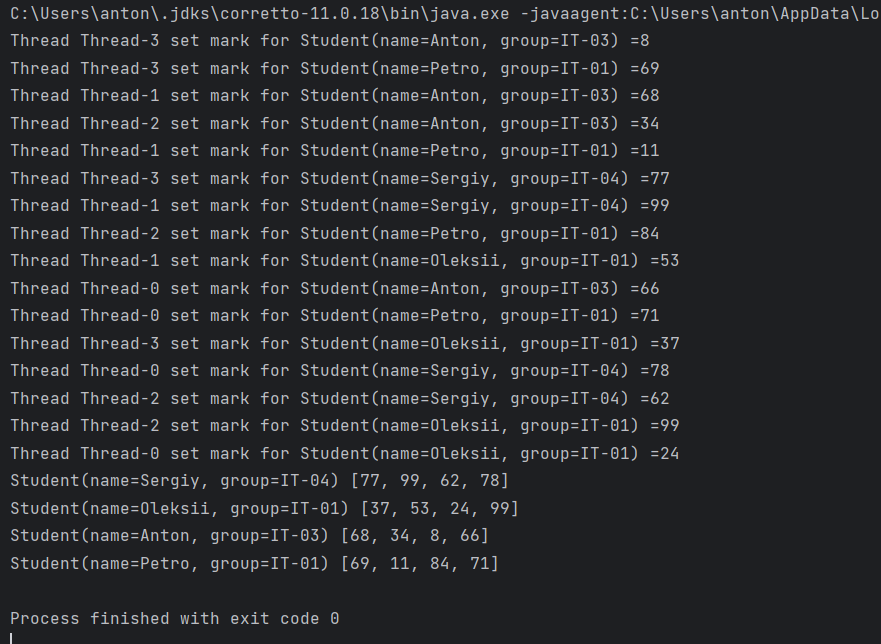 C:\Users\anton\.jdks\corretto-11.0.18\bin\java.exe -javaagent:C:\Users\anton\AppData\Lo
Thread Thread-3 set mark for Student(name=Anton, group=IT-03) =8
Thread Thread-3 set mark for Student(name=Petro, group=IT-01) =69
Thread Thread-1 set mark for Student(name=Anton, group=IT-03) =68
Thread Thread-2 set mark for Student(name=Anton, group=IT-03) =34
Thread Thread-1 set mark for Student(name=Petro, group=IT-01) =11
Thread Thread-3 set mark for Student(name=Sergiy, group=IT-04) =77
Thread Thread-1 set mark for Student(name=Sergiy, group=IT-04) =99
Thread Thread-2 set mark for Student(name=Petro, group=IT-01) =84
Thread Thread-1 set mark for Student(name=Oleksii, group=IT-01) =53
Thread Thread-0 set mark for Student(name=Anton, group=IT-03) =66
Thread Thread-0 set mark for Student(name=Petro, group=IT-01) =71
Thread Thread-3 set mark for Student(name=Oleksii, group=IT-01) =37
Thread Thread-0 set mark for Student(name=Sergiy, group=IT-04) =78
Thread Thread-2 set mark for Student(name=Sergiy, group=IT-04) =62
Thread Thread-2 set mark for Student(name=Oleksii, group=IT-01) =99
Thread Thread-0 set mark for Student(name=Oleksii, group=IT-01) =24
Student(name=Sergiy, group=IT-04) [77, 99, 62, 78]
Student(name=Oleksii, group=IT-01) [37, 53, 24, 99]
Student(name=Anton, group=IT-03) [68, 34, 8, 66]
Student(name=Petro, group=IT-01) [69, 11, 84, 71]
Process finished with exit code 0